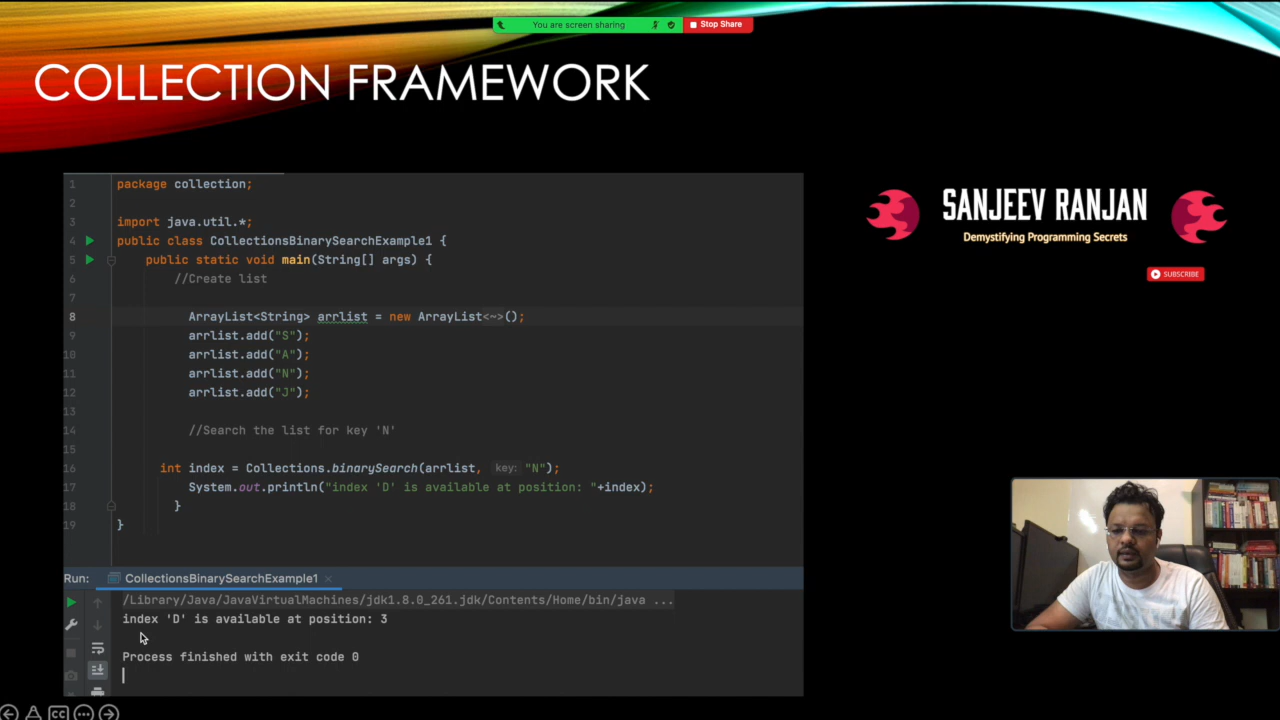 You are screen sharing
Stop Share
COLLECTION FRAMEWORK
SANJEEV RANJAN
Demystifying Programming Secrets
SUBSCRIBE
1 package collection;
2
3 import java.util.*;
4 public class CollectionsBinarySearchExample1 {
5 public static void main(String[] args) {
6 //Create list
7
8 ArrayList<String> arrlist = new ArrayList<~>();
9 arrlist.add("S");
10 arrlist.add("A");
11 arrlist.add("N");
12 arrlist.add("J");
13
14 //Search the list for key 'N'
15
16 int index = Collections.binarySearch(arrlist, key: "N");
17 System.out.println("index 'D' is available at position: "+index);
18 }
19 }
Run: CollectionsBinarySearchExample1 ×
/Library/Java/JavaVirtualMachines/jdk1.8.0_261.jdk/Contents/Home/bin/java ...
index 'D' is available at position: 3
Process finished with exit code 0
CC